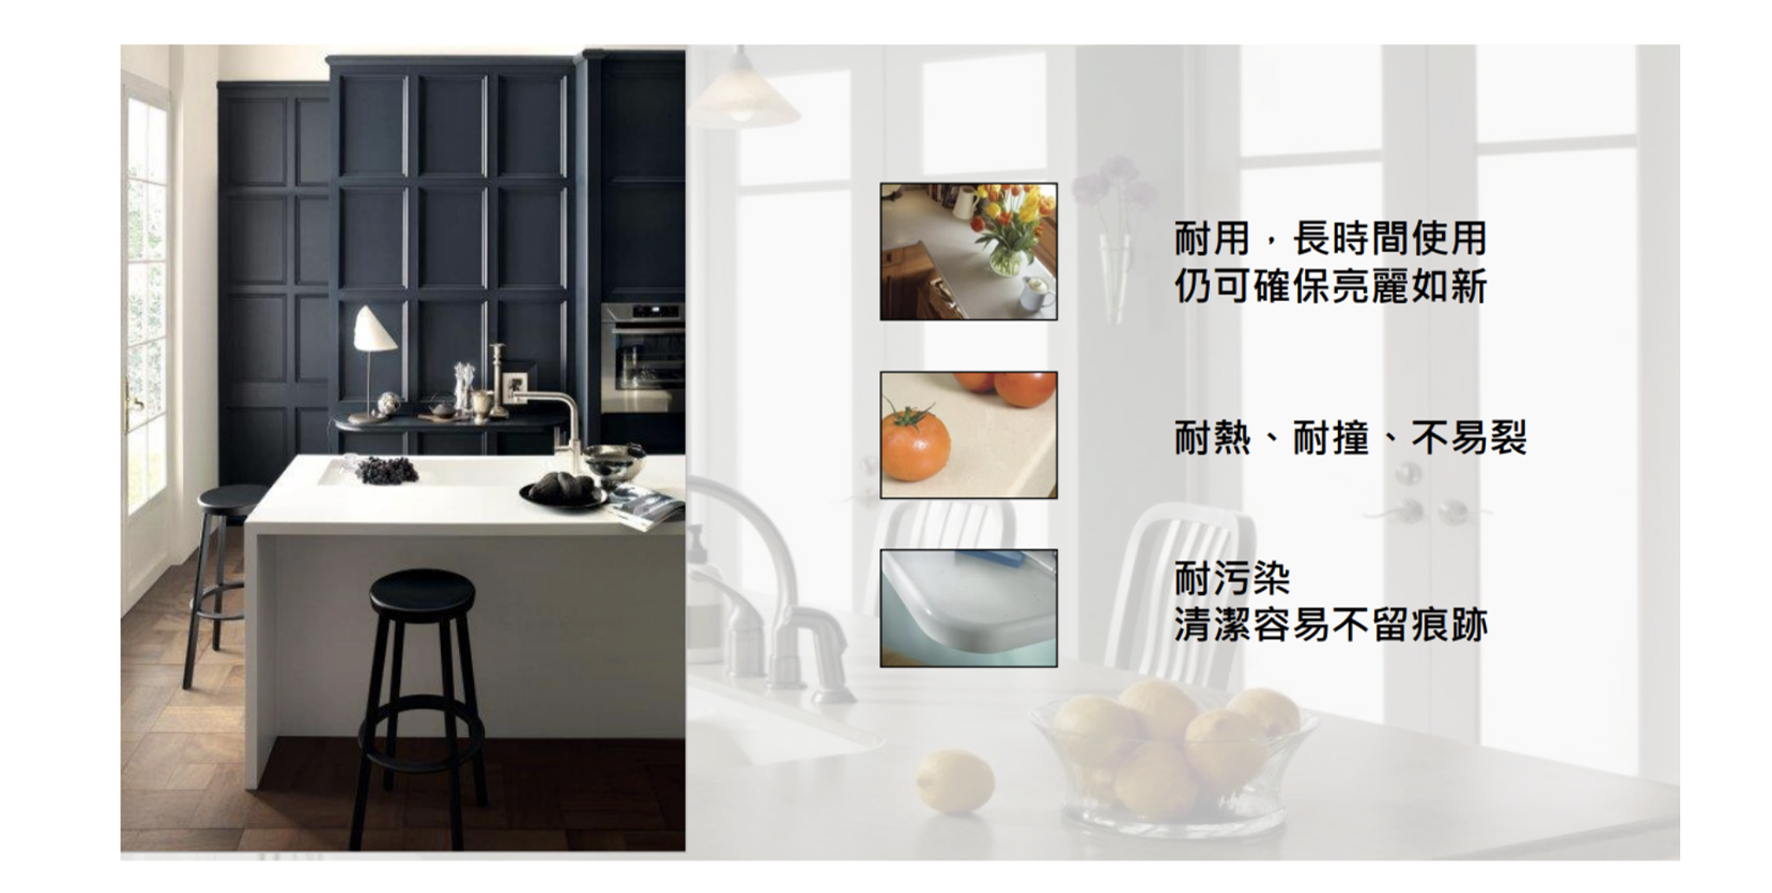 耐用，長時間使用
仍可確保亮麗如新
耐熱、耐撞、不易裂
耐污染
清潔容易不留痕跡